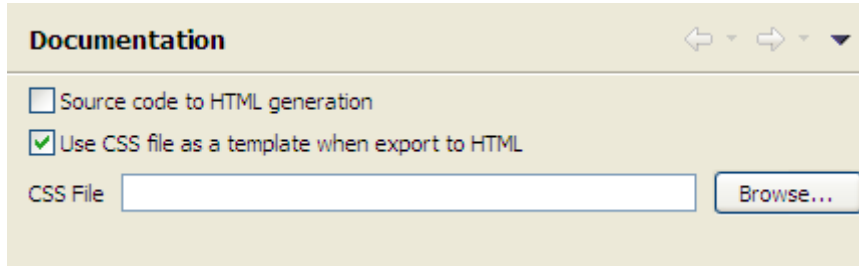 Documentation
Source code to HTML generation
Use CSS file as a template when export to HTML
CSS File Browse...